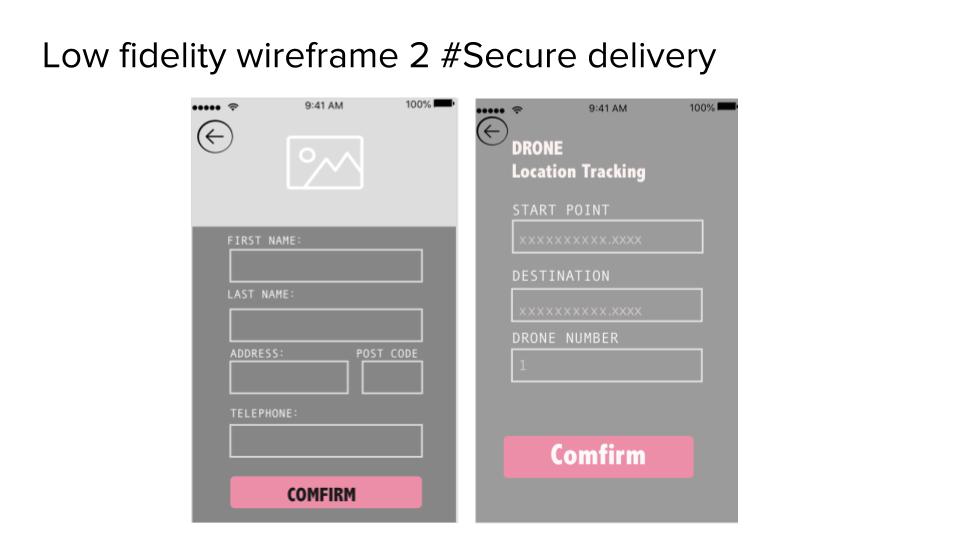 Low fidelity wireframe 2 #Secure delivery
9:41 AM
100%
FIRST NAME:
LAST NAME:
ADDRESS:
POST CODE
TELEPHONE:
COMFIRM
9:41 AM
100%
DRONE
Location Tracking
START POINT
xxxxxxxxxx.xxxx
DESTINATION
xxxxxxxxxx.xxxx
DRONE NUMBER
1
Comfirm